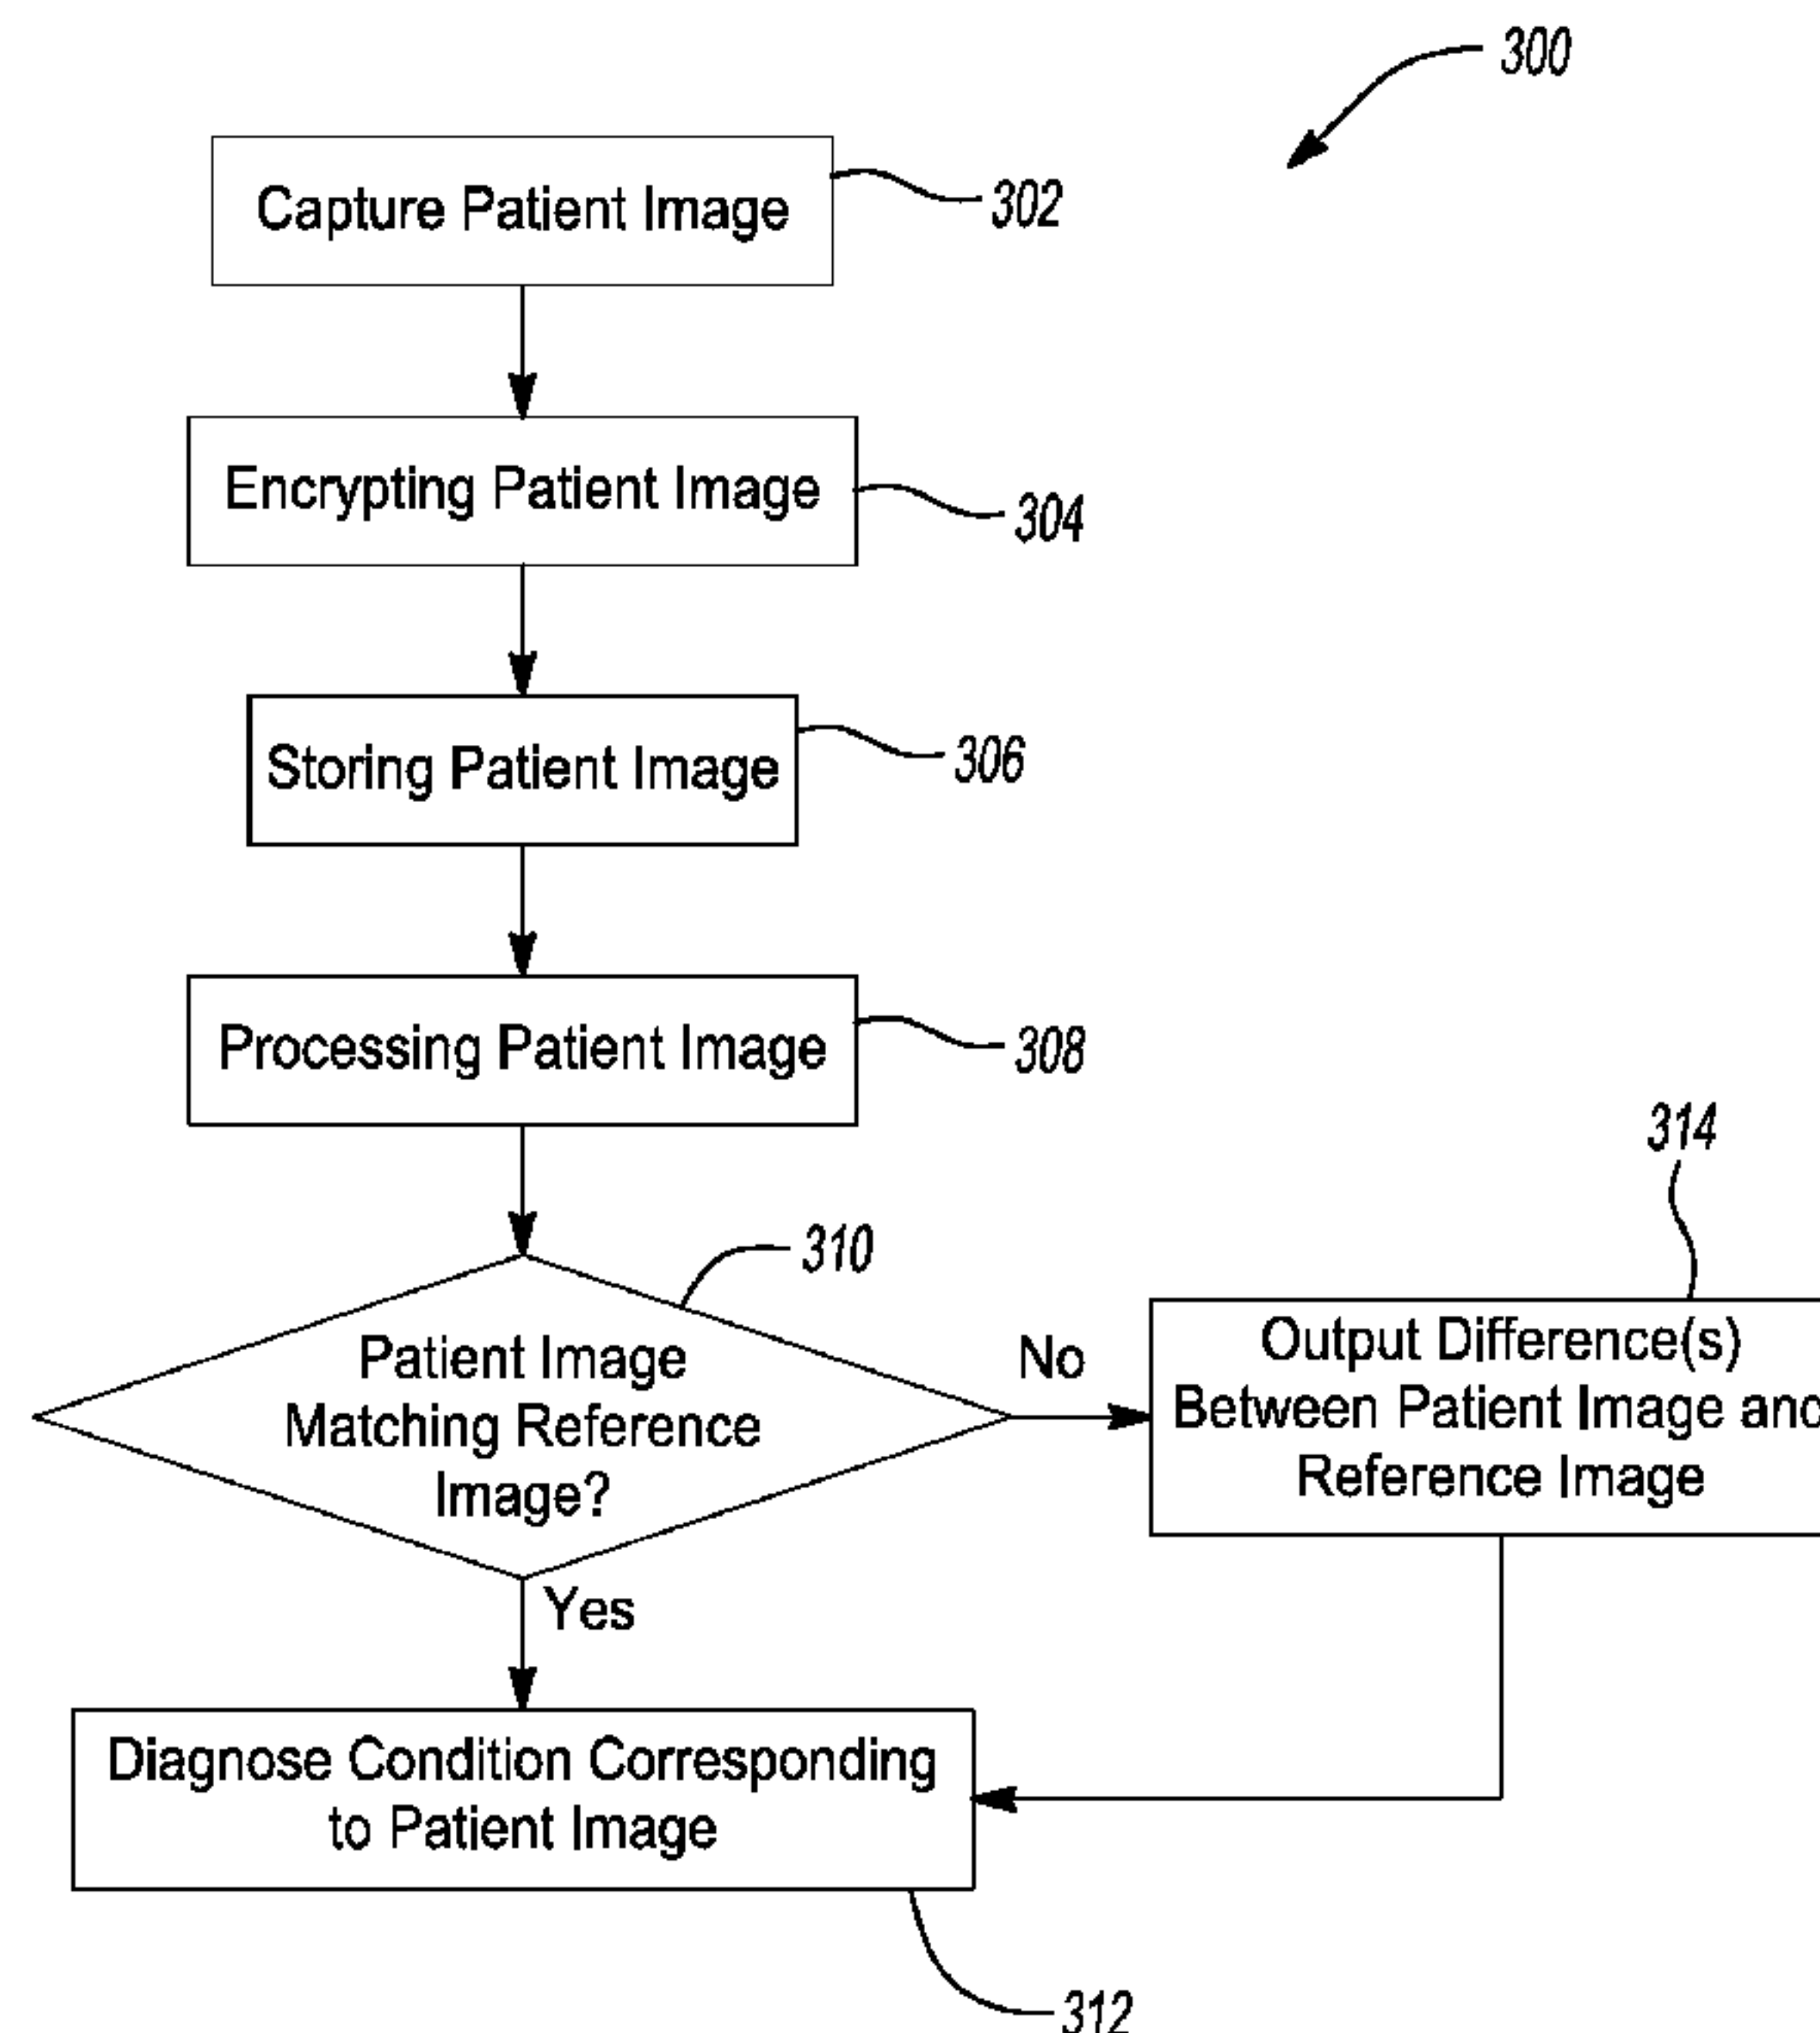 300
Capture Patient Image
302
Encrypting Patient Image
304
Storing Patient Image
306
Processing Patient Image
308
314
310
Patient Image
Matching Reference
Image?
No
Output Difference(s)
Between Patient Image and
Reference Image
Yes
Diagnose Condition Corresponding
to Patient Image
312